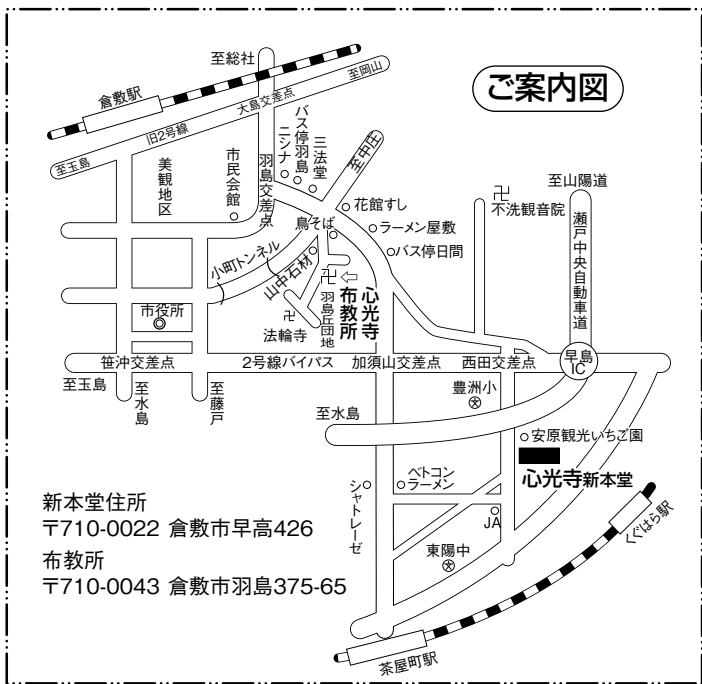 ご案内図
至総社
至岡山
倉敷駅
大島交差点
旧2号線
至玉島
美観地区
市民会館
羽島交差点
ニシナ
バス停羽島
三法堂
至中庄
花館すし
ラーメン屋敷
バス停日間
鳥そば
不洗観音院
至山陽道
瀬戸中央自動車道
小町トンネル
山中石材
市役所
法輪寺
羽島丘団地
心光寺
布教所
早島
IC
笹沖交差点
2号線バイパス
加須山交差点
西田交差点
至玉島
至水島
至藤戸
豊洲小
至水島
安原観光いちご園
心光寺新本堂
シャトレーゼ
ベトコン
ラーメン
JA
東陽中
くぐはら駅
茶屋町駅
新本堂住所
〒710-0022 倉敷市早高426
布教所
〒710-0043 倉敷市羽島375-65